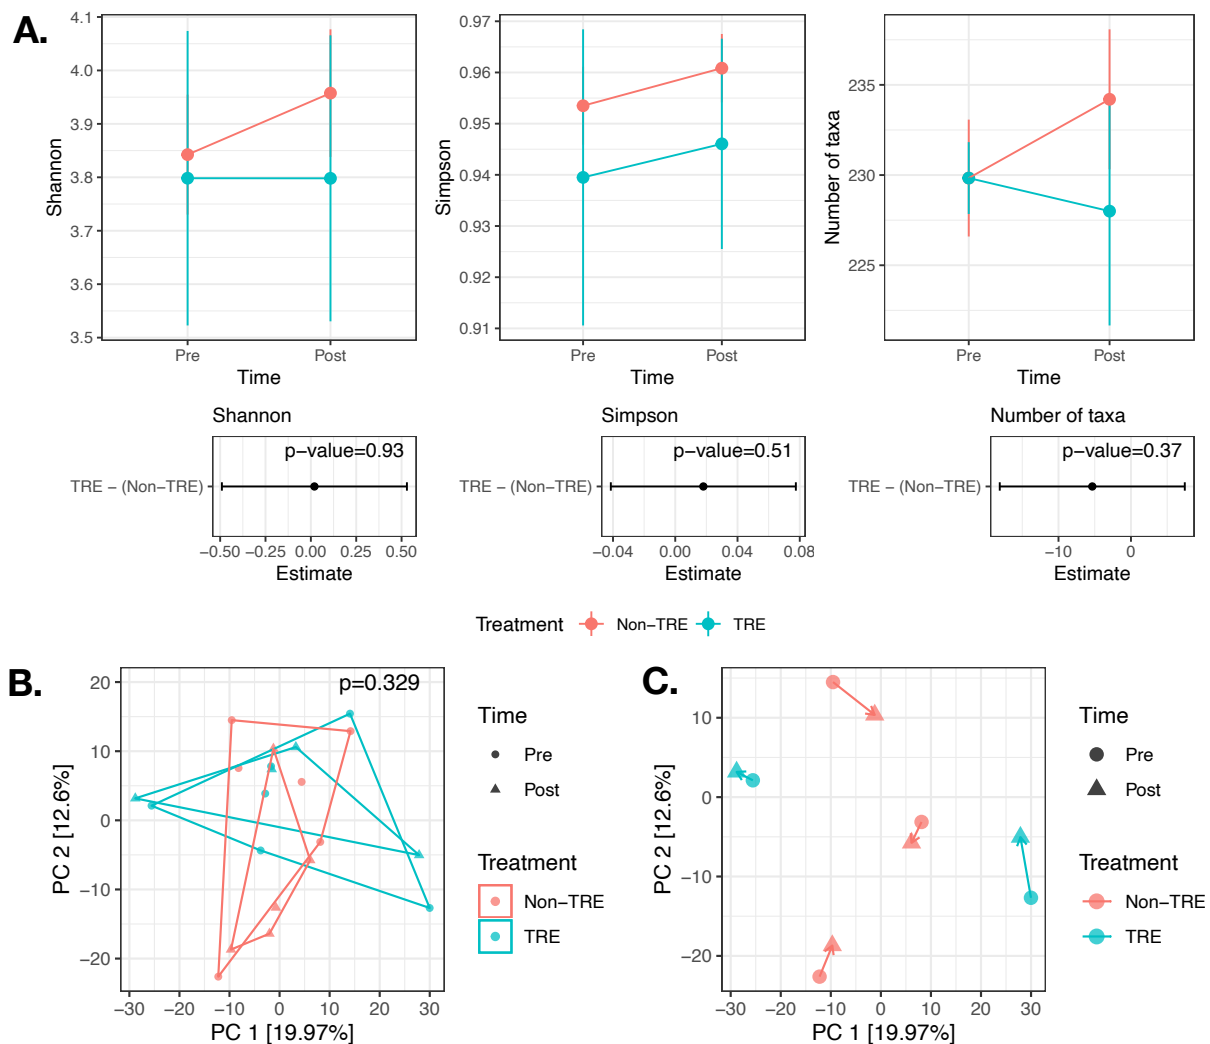 A.
4.1
4.0
3.9
3.8
3.7
3.6
3.5
Shannon
Pre Post
Time
0.97
0.96
0.95
0.94
0.93
0.92
0.91
Simpson
Pre Post
Time
235
230
225
Number of taxa
Pre Post
Time
Shannon
p−value=0.93
TRE − (Non−TRE)
−0.50 −0.25 0.00 0.25 0.50
Estimate
Simpson
p−value=0.51
TRE − (Non−TRE)
−0.04 0.00 0.04 0.08
Estimate
Number of taxa
p−value=0.37
TRE − (Non−TRE)
−10 0
Estimate
Treatment Non−TRE TRE
B.
p=0.329
20
10
0
−10
−20
PC 2 [12.6%]
−30 −20 −10 0 10 20 30
PC 1 [19.97%]
Time
Pre
Post
Treatment
Non−TRE
TRE
C.
10
0
−10
−20
PC 2 [12.6%]
−30 −20 −10 0 10 20 30
PC 1 [19.97%]
Time
Pre
Post
Treatment
Non−TRE
TRE